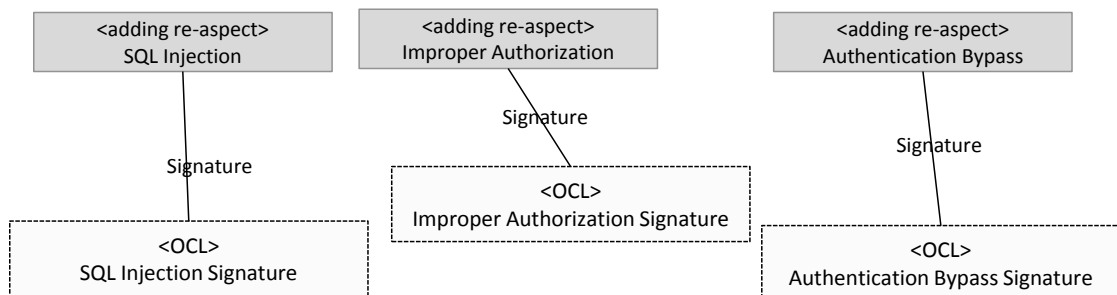 <adding re-aspect>
SQL Injection
<adding re-aspect>
Improper Authorization
<adding re-aspect>
Authentication Bypass
Signature
Signature
Signature
<OCL>
SQL Injection Signature
<OCL>
Improper Authorization Signature
<OCL>
Authentication Bypass Signature